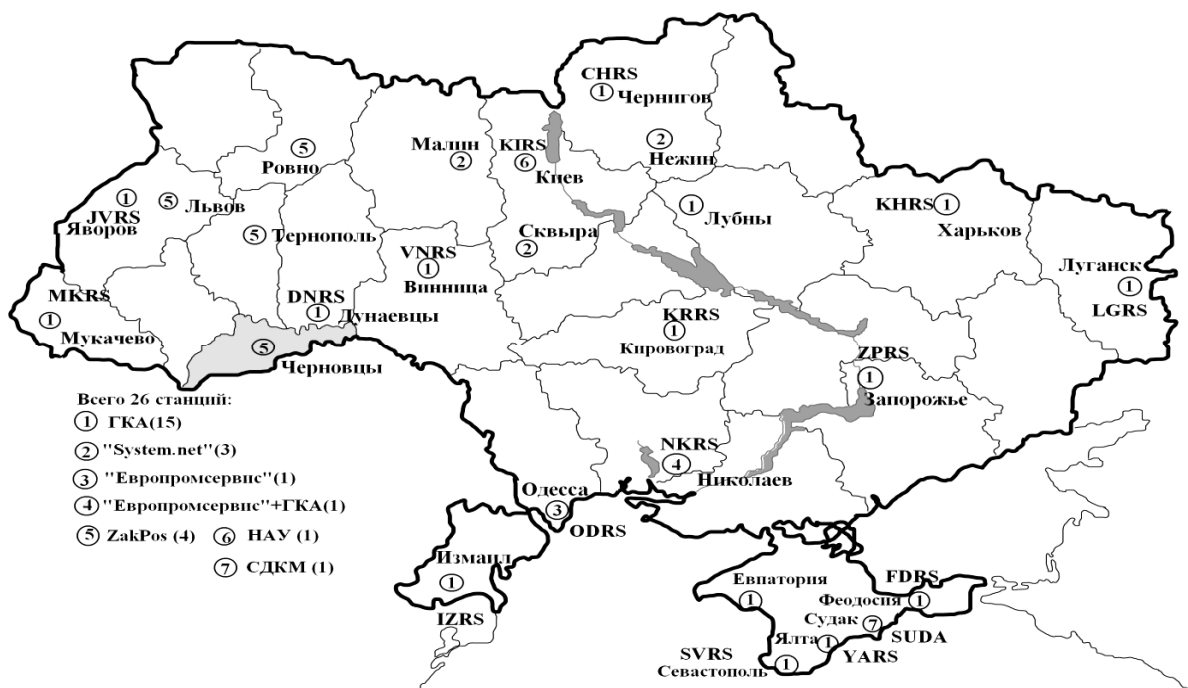 CHRS
1 Чернигов
Малин
2
KIRS
6
Киев
2
Нежин
5
Ровно
1
JVRS
Яворов
5 Львов
5 Тернополь
VNRS
1
Винница
Сквыра
2
1 Лубны
KHRS 1
Харьков
Луганск
1
LGRS
MKRS
1
Мукачево
DNRS
1 Дунаевцы
5
Черновцы
KRRS
1
Кировоград
ZPRS
1
Запорожье
NKRS
4
Николаев
Одесса
3
ODRS
Измаил
1
IZRS
Евпатория
1
FDRS
Феодосия 1
Судак 7
SUDA
Ялта 1
YARS
SVRS
Севастополь 1
Всего 26 станций:
1 ГКА(15)
2 "System.net"(3)
3 "Европромсервис"(1)
4 "Европромсервис"+ГКА(1)
5 ZakPos (4) 6 НАУ (1)
7 СДКМ (1)